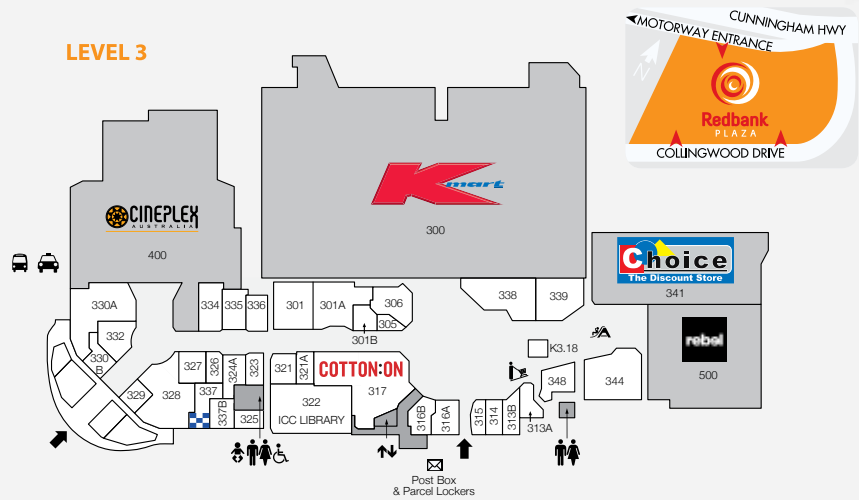 LEVEL 3
CUNNINGHAM HWY
MOTORWAY ENTRANCE
N
Redbank
PLAZA
COLLINGWOOD DRIVE
Kmart
300
CINEPLEX
AUSTRALIA
400
Choice
The Discount Store
341
rebel
500
330A
332
330
B
334
335
336
301
301A
306
305
301B
338
339
K3.18
348
344
329
328
327
326
324A
323
337
337B
325
321
321A
COTTON:ON
317
322
ICC LIBRARY
316B
316A
315
314
313B
313A
Post Box
& Parcel Lockers